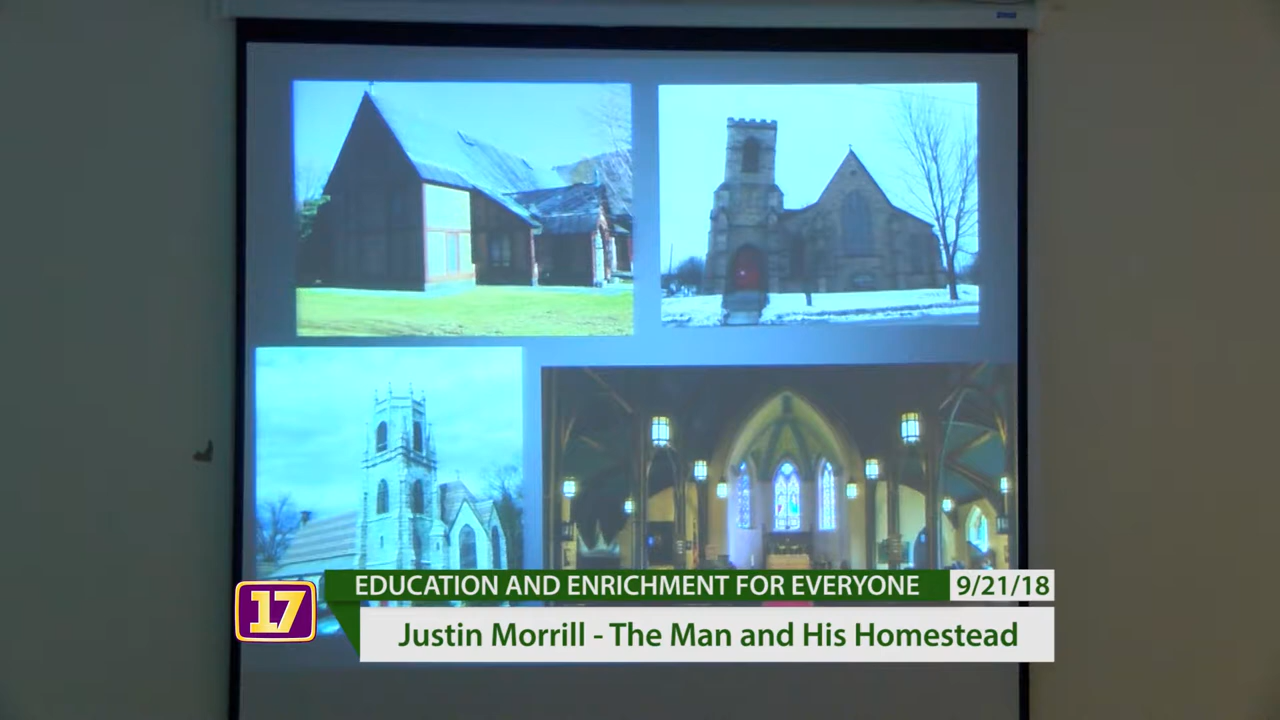 EDUCATION AND ENRICHMENT FOR EVERYONE 9/21/18
17
Justin Morrill - The Man and His Homestead